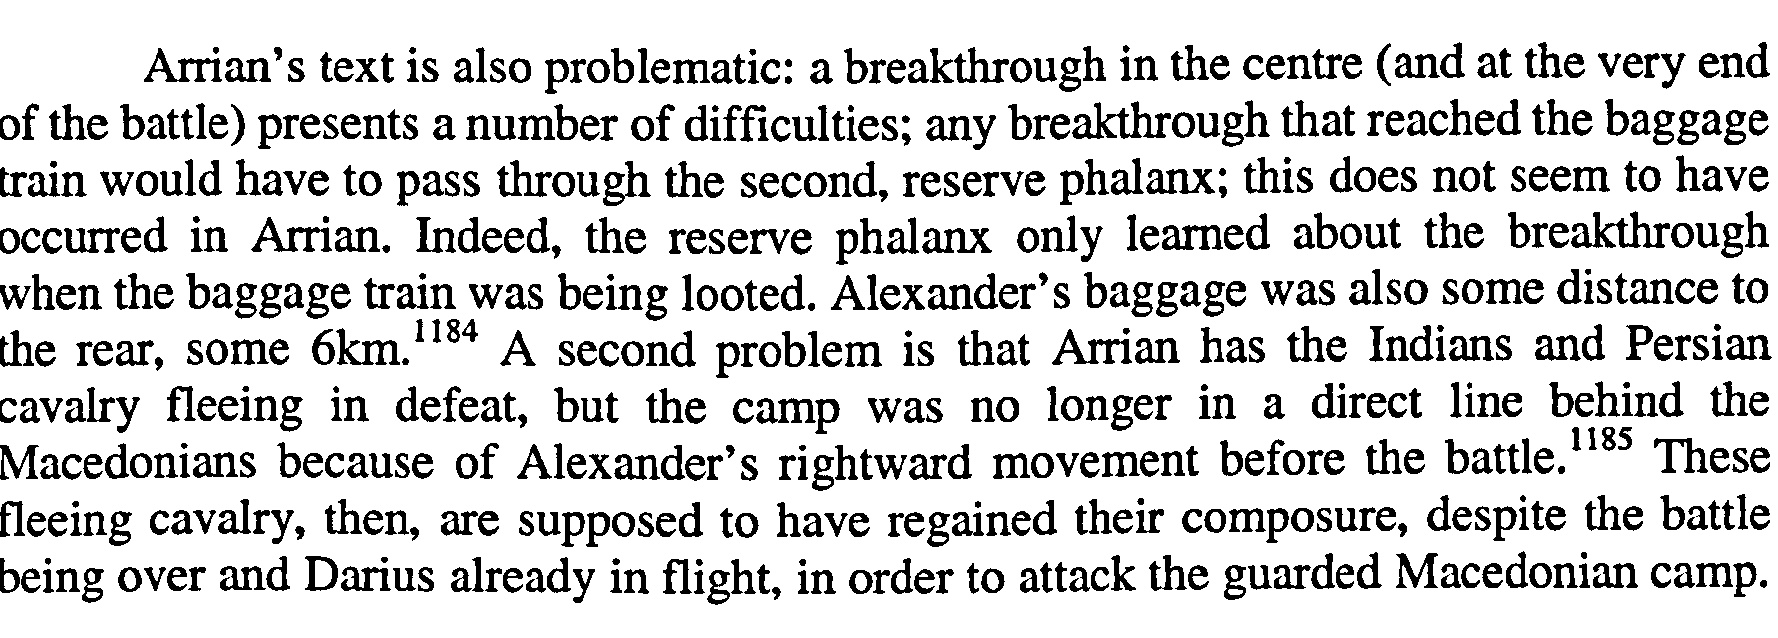 Arrian's text is also problematic: a breakthrough in the centre (and at the very end
of the battle) presents a number of difficulties; any breakthrough that reached the baggage
train would have to pass through the second, reserve phalanx; this does not seem to have
occurred in Arrian. Indeed, the reserve phalanx only learned about the breakthrough
when the baggage train was being looted. Alexander's baggage was also some distance to
the rear, some 6km.1184 A second problem is that Arrian has the Indians and Persian
cavalry fleeing in defeat, but the camp was no longer in a direct line behind the
Macedonians because of Alexander's rightward movement before the battle.1185 These
fleeing cavalry, then, are supposed to have regained their composure, despite the battle
being over and Darius already in flight, in order to attack the guarded Macedonian camp.